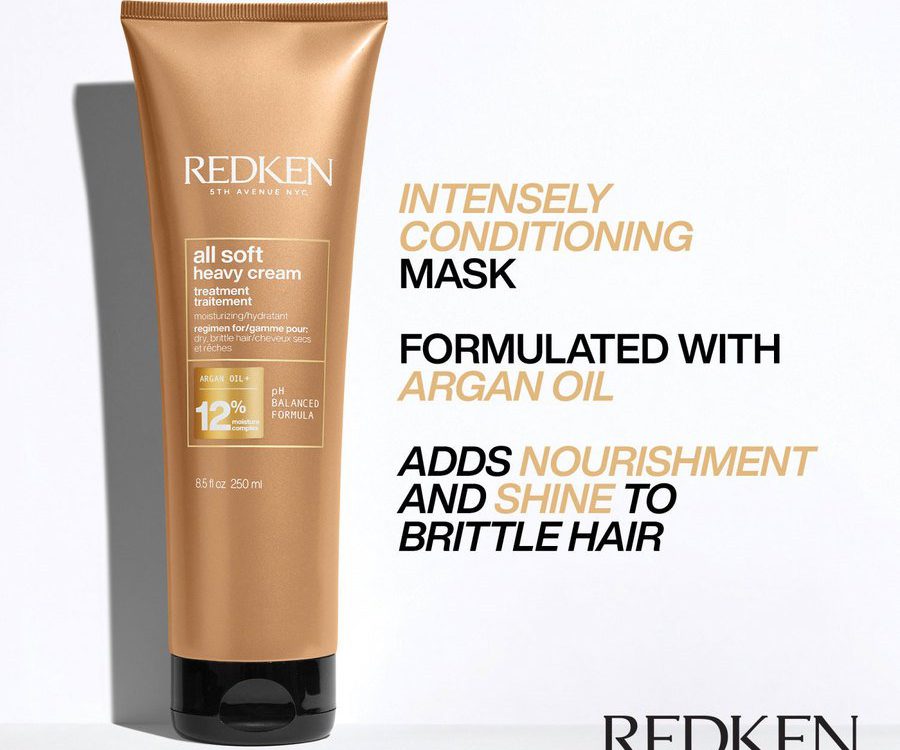 REDKEN
5TH AVENUE NYC
all soft
heavy cream
treatment
traitement
moisturizing/hydratant
regimen for/gamme pour:
dry, brittle hair/cheveux secs
et rêches
ARGAN OIL+
12%
moisture
complex
pH
BALANCED
FORMULA
8.5 fl oz 250 ml
INTENSELY
CONDITIONING
MASK
FORMULATED WITH
ARGAN OIL
ADDS NOURISHMENT
AND SHINE TO
BRITTLE HAIR
REDKEN